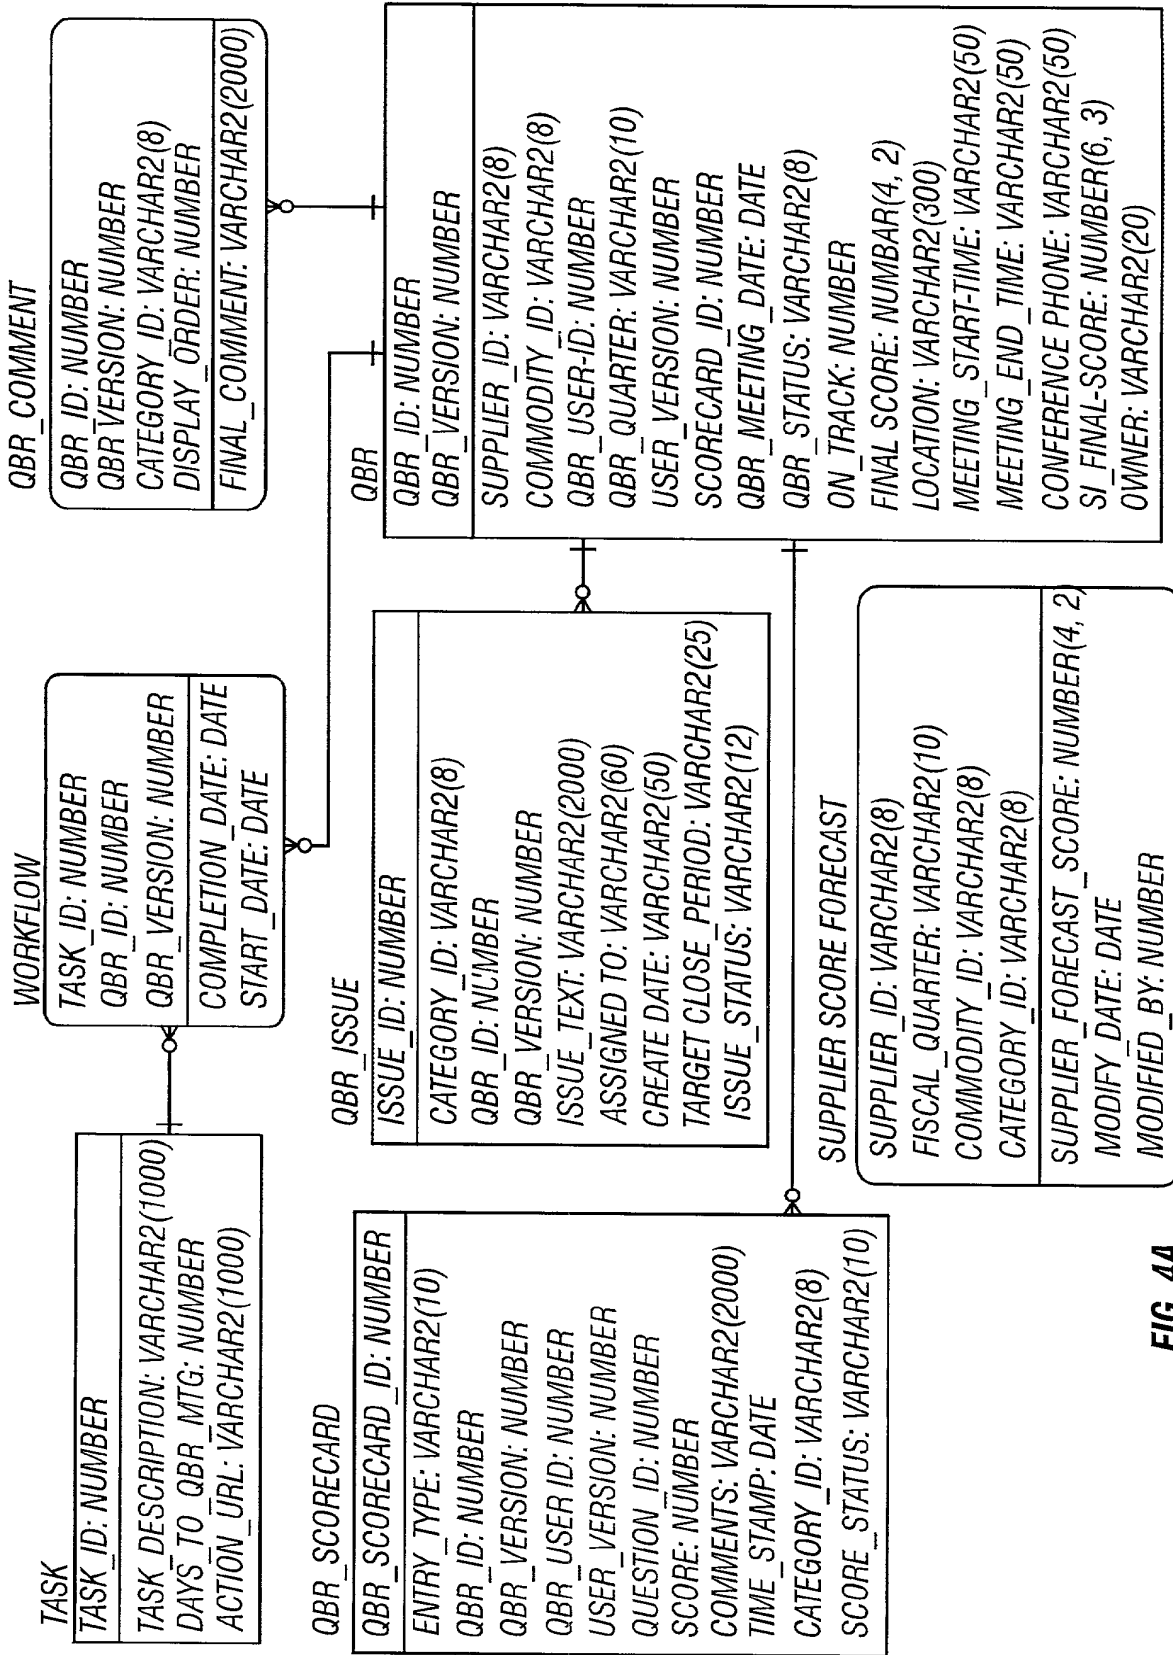 TASK
TASK_ID: NUMBER
TASK_DESCRIPTION: VARCHAR2(1000)
DAYS_TO_QBR_MTG: NUMBER
ACTION_URL: VARCHAR2(1000)
WORKFLOW
TASK_ID: NUMBER
QBR_ID: NUMBER
QBR_VERSION: NUMBER
COMPLETION_DATE: DATE
START_DATE: DATE
QBR_COMMENT
QBR_ID: NUMBER
QBR VERSION: NUMBER
CATEGORY_ID: VARCHAR2(8)
DISPLAY_ORDER: NUMBER
FINAL_COMMENT: VARCHAR2(2000)
QBR_SCORECARD
QBR_SCORECARD_ID: NUMBER
ENTRY_TYPE: VARCHAR2(10)
QBR_ID: NUMBER
QBR_VERSION: NUMBER
QBR_USER ID: NUMBER
USER_VERSION: NUMBER
QUESTION_ID: NUMBER
SCORE: NUMBER
COMMENTS: VARCHAR2(2000)
TIME_STAMP: DATE
CATEGORY_ID: VARCHAR2(8)
SCORE_STATUS: VARCHAR2(10)
QBR_ISSUE
ISSUE_ID: NUMBER
CATEGORY_ID: VARCHAR2(8)
QBR_ID: NUMBER
QBR_VERSION: NUMBER
ISSUE_TEXT: VARCHAR2(2000)
ASSIGNED TO: VARCHAR2(60)
CREATE DATE: VARCHAR2(50)
TARGET CLOSE_PERIOD: VARCHAR2(25)
ISSUE_STATUS: VARCHAR2(12)
QBR
QBR_ID: NUMBER
QBR_VERSION: NUMBER
SUPPLIER_ID: VARCHAR2(8)
COMMODITY_ID: VARCHAR2(8)
QBR_USER-ID: NUMBER
QBR_QUARTER: VARCHAR2(10)
USER_VERSION: NUMBER
SCORECARD_ID: NUMBER
QBR_MEETING_DATE: DATE
QBR_STATUS: VARCHAR2(8)
ON_TRACK: NUMBER
FINAL SCORE: NUMBAR(4, 2)
LOCATION: VARCHAR2(300)
MEETING_START-TIME: VARCHAR2(50)
MEETING_END_TIME: VARCHAR2(50)
CONFERENCE PHONE: VARCHAR2(50)
SI_FINAL-SCORE: NUMBER(6, 3)
OWNER: VARCHAR2(20)
SUPPLIER SCORE FORECAST
SUPPLIER_ID: VARCHAR2(8)
FISCAL_QUARTER: VARCHAR2(10)
COMMODITY_ID: VARCHAR2(8)
CATEGORY_ID: VARCHAR2(8)
SUPPLIER_FORECAST_SCORE: NUMBER(4, 2)
MODIFY_DATE: DATE
MODIFIED_BY: NUMBER
FIG. 4A